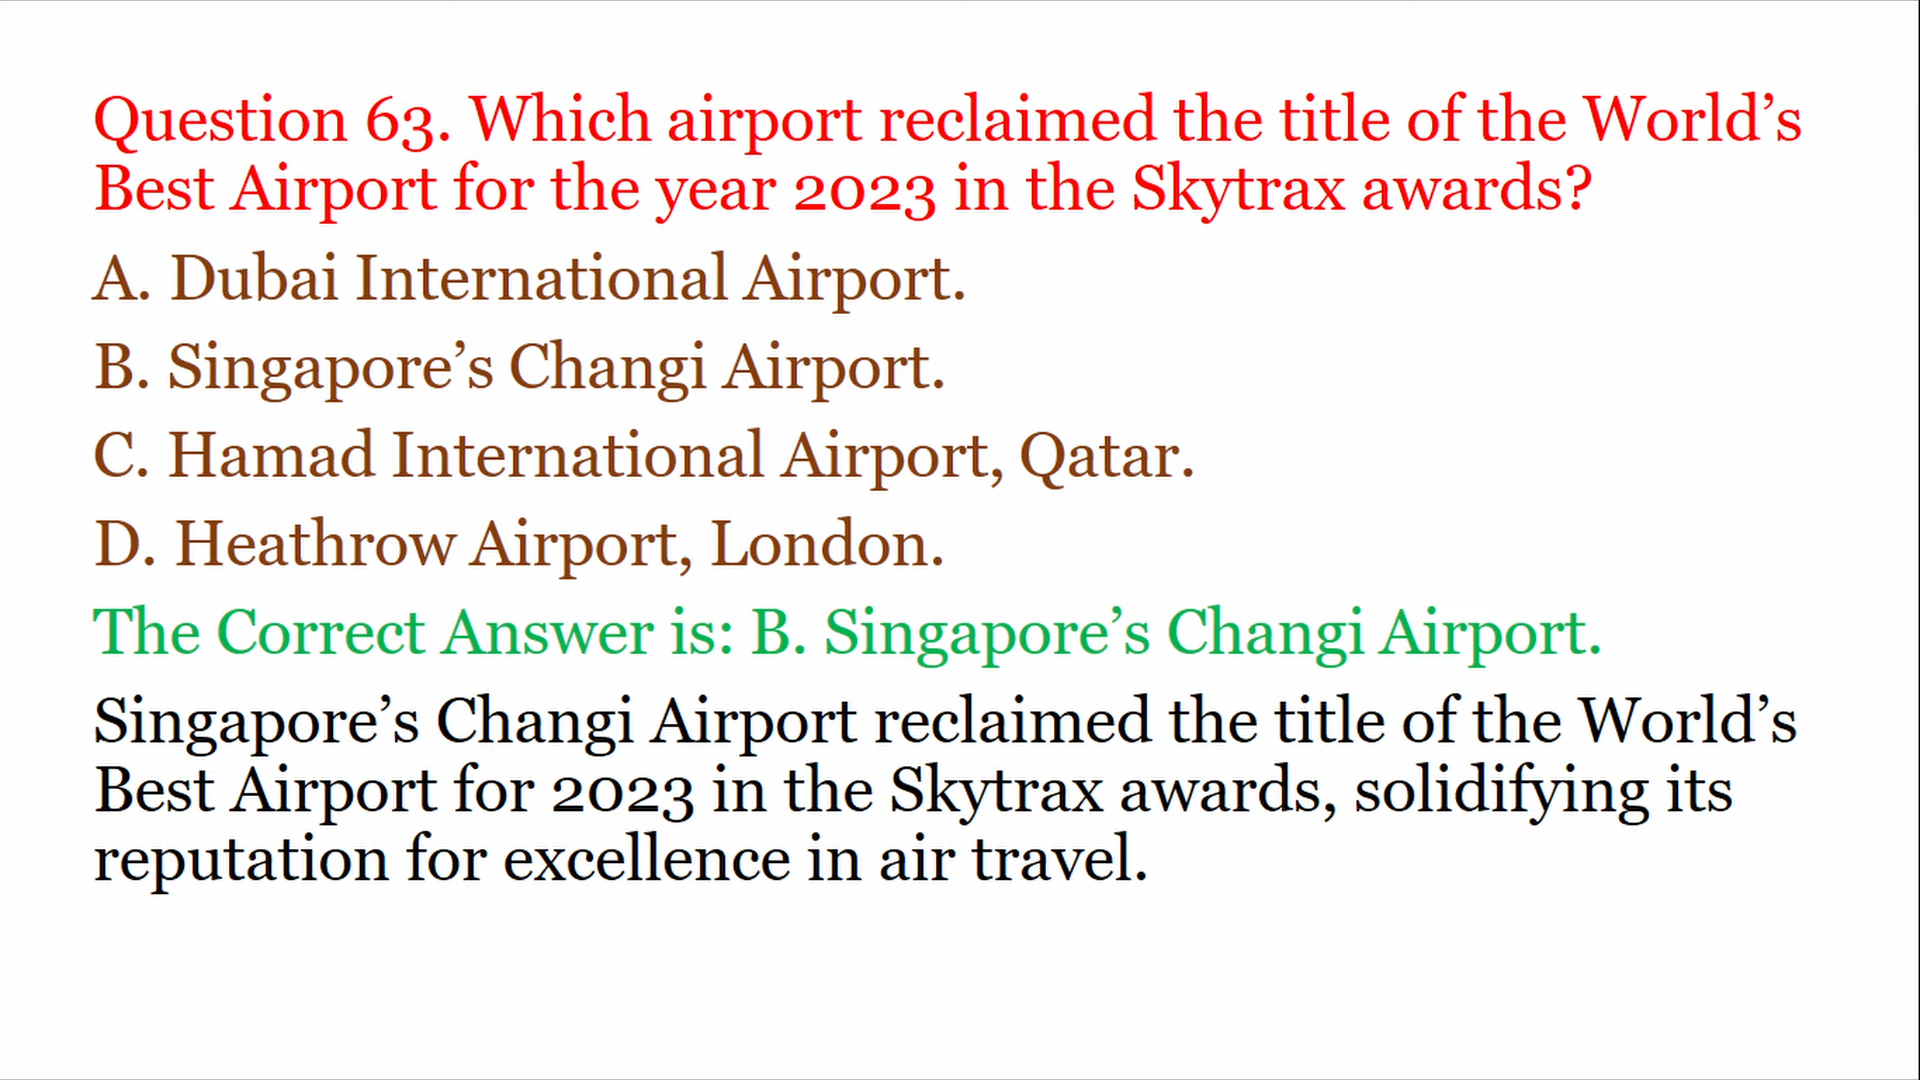 Question 63. Which airport reclaimed the title of the World’s
Best Airport for the year 2023 in the Skytrax awards?
A. Dubai International Airport.
B. Singapore’s Changi Airport.
C. Hamad International Airport, Qatar.
D. Heathrow Airport, London.
The Correct Answer is: B. Singapore’s Changi Airport.
Singapore’s Changi Airport reclaimed the title of the World’s
Best Airport for 2023 in the Skytrax awards, solidifying its
reputation for excellence in air travel.